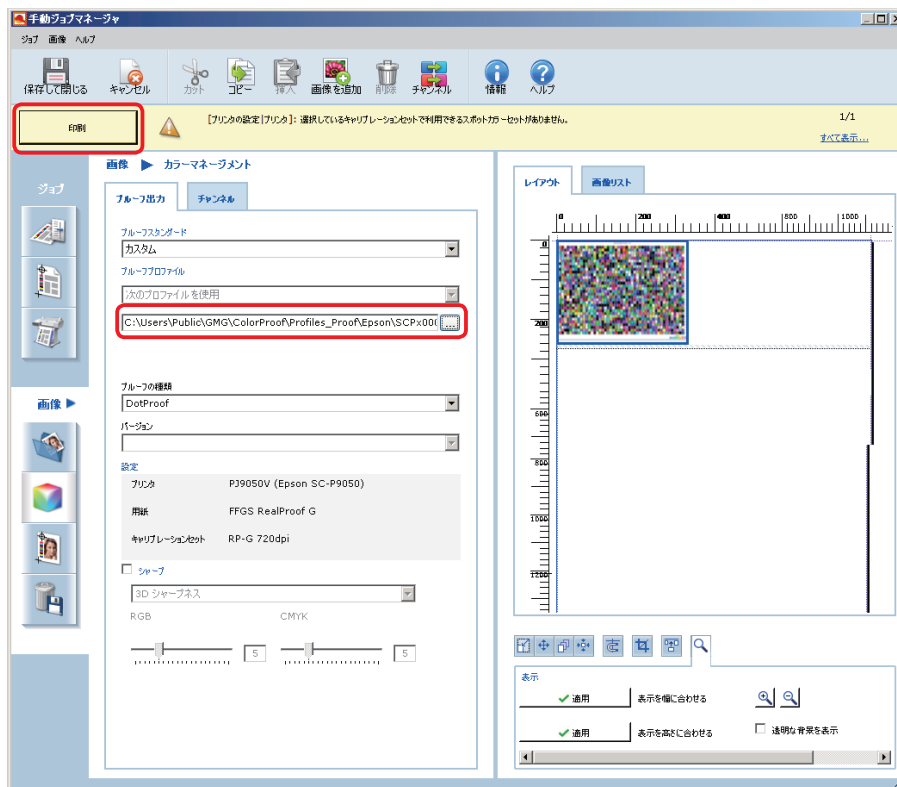 手動ジョブマネージャ
ジョブ 画像 ヘルプ
保存して閉じる キャンセル カット コピー 挿入 画像を追加 削除 チャンネル 情報 ヘルプ
印刷
[プリンタの設定|プリンタ]: 選択しているキャリブレーションセットで利用できるスポットカラーセットがありません。
1/1
すべて表示...
ジョブ
画像 ▶
画像 ▶ カラーマネージメント
プルーフ出力 チャンネル
プルーフスタンダード
カスタム
プルーフプロファイル
次のプロファイルを使用
C:\Users\Public\GMG\ColorProof\Profiles_Proof\Epson\SCPx00(
...
プルーフの種類
DotProof
バージョン
設定
プリンタ PJ9050V (Epson SC-P9050)
用紙 FFGS RealProof G
キャリブレーションセット RP-G 720dpi
シャープ
3D シャープネス
RGB CMYK
5 5
レイアウト 画像リスト
0 200 400 800 1000
0
200
600
800
1000
1200
表示
適用 表示を幅に合わせる
適用 表示を高さに合わせる
透明な背景を表示